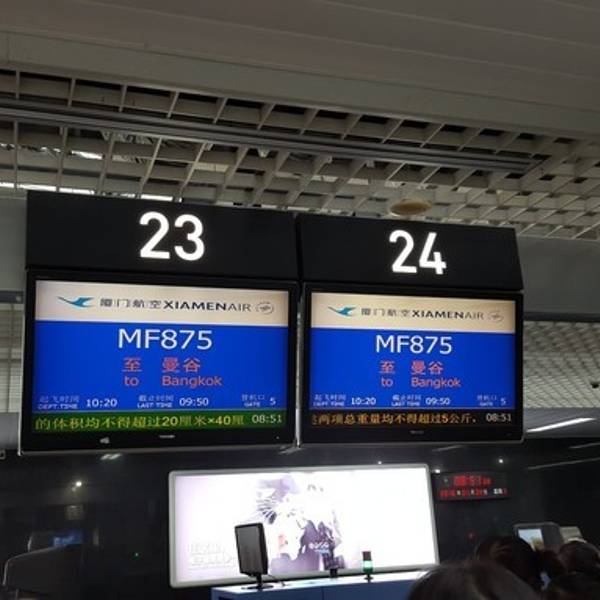 23
厦门航空 XIAMENAIR
MF875
至 曼谷
to Bangkok
起飞时间 DEPT.TIME 10:20 截止时间 LAST TIME 09:50 登机口 GATE 5
的体积均不得超过20厘米×40厘 08:51
24
厦门航空 XIAMENAIR
MF875
至 曼谷
to Bangkok
起飞时间 DEPT.TIME 10:20 截止时间 LAST TIME 09:50 登机口 GATE 5
两项总重量均不得超过5公斤， 08:51
08:51